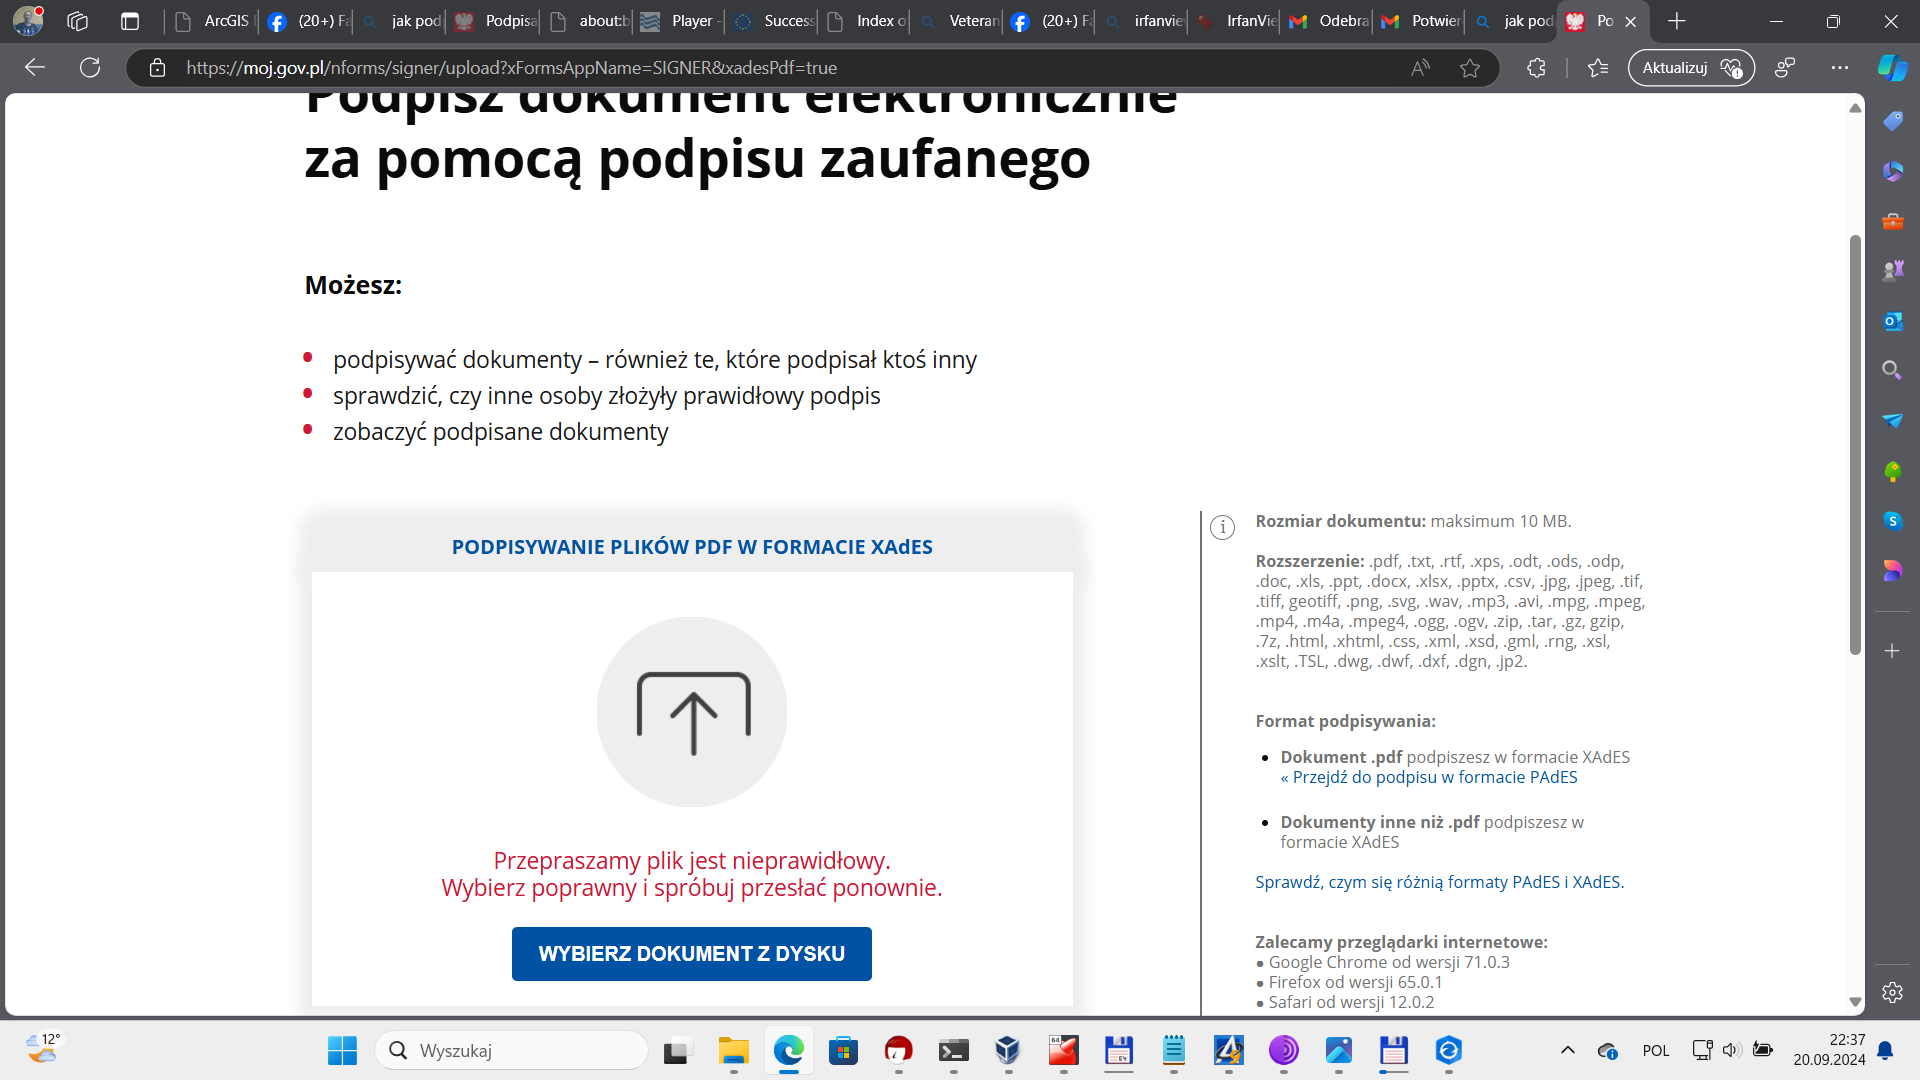 ArcGIS
(20+) Fa
jak pod
Podpisa
about:b
Player -
Success
Index o
Veteran
(20+) Fa
irfanvie
IrfanVie
Odebra
Potwier
jak pod
Po
https://moj.gov.pl/nforms/signer/upload?xFormsAppName=SIGNER&xadesPdf=true
Aktualizuj
Podpisz dokument elektronicznie
za pomocą podpisu zaufanego
Możesz:
podpisywać dokumenty – również te, które podpisał ktoś inny
sprawdzić, czy inne osoby złożyły prawidłowy podpis
zobaczyć podpisane dokumenty
PODPISYWANIE PLIKÓW PDF W FORMACIE XAdES
Przepraszamy plik jest nieprawidłowy.
Wybierz poprawny i spróbuj przesłać ponownie.
WYBIERZ DOKUMENT Z DYSKU
Rozmiar dokumentu: maksimum 10 MB.
Rozszerzenie: .pdf, .txt, .rtf, .xps, .odt, .ods, .odp,
.doc, .xls, .ppt, .docx, .xlsx, .pptx, .csv, .jpg, .jpeg, .tif,
.tiff, geotiff, .png, .svg, .wav, .mp3, .avi, .mpg, .mpeg,
.mp4, .m4a, .mpeg4, .ogg, .ogv, .zip, .tar, .gz, gzip,
.7z, .html, .xhtml, .css, .xml, .xsd, .gml, .rng, .xsl,
.xslt, .TSL, .dwg, .dwf, .dxf, .dgn, .jp2.
Format podpisywania:
Dokument .pdf podpiszesz w formacie XAdES
« Przejdź do podpisu w formacie PAdES
Dokumenty inne niż .pdf podpiszesz w
formacie XAdES
Sprawdź, czym się różnią formaty PAdES i XAdES.
Zalecamy przeglądarki internetowe:
● Google Chrome od wersji 71.0.3
● Firefox od wersji 65.0.1
● Safari od wersji 12.0.2
12°
Wyszukaj
POL
22:37
20.09.2024